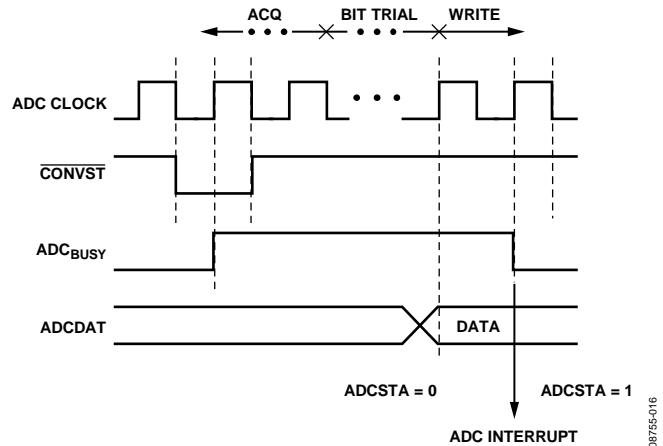 ACQ BIT TRIAL WRITE
ADC CLOCK
CONVST
ADCBUSY
ADCDAT DATA
ADCSTA = 0 ADCSTA = 1
ADC INTERRUPT
08755-016